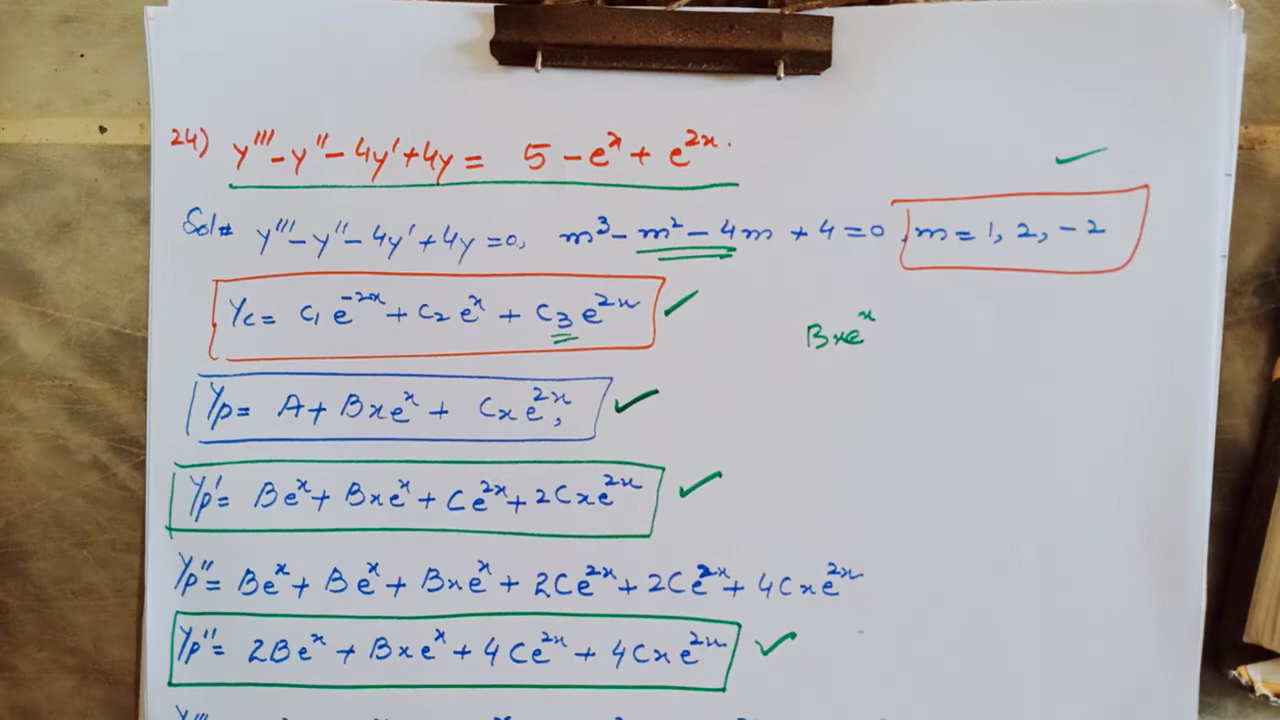 24) y''' - y'' - 4y' + 4y = 5 - e^x + e^2x.
Sol:- y''' - y'' - 4y' + 4y = 0, m^3 - m^2 - 4m + 4 = 0, m = 1, 2, -2
Yc = C1 e^-2x + C2 e^x + C3 e^2x
Bxe^x
Yp = A + Bxe^x + Cxe^2x,
Yp' = Be^x + Bxe^x + Ce^2x + 2Cxe^2x
Yp'' = Be^x + Be^x + Bxe^x + 2Ce^2x + 2Ce^2x + 4Cxe^2x
Yp'' = 2Be^x + Bxe^x + 4Ce^2x + 4Cxe^2x